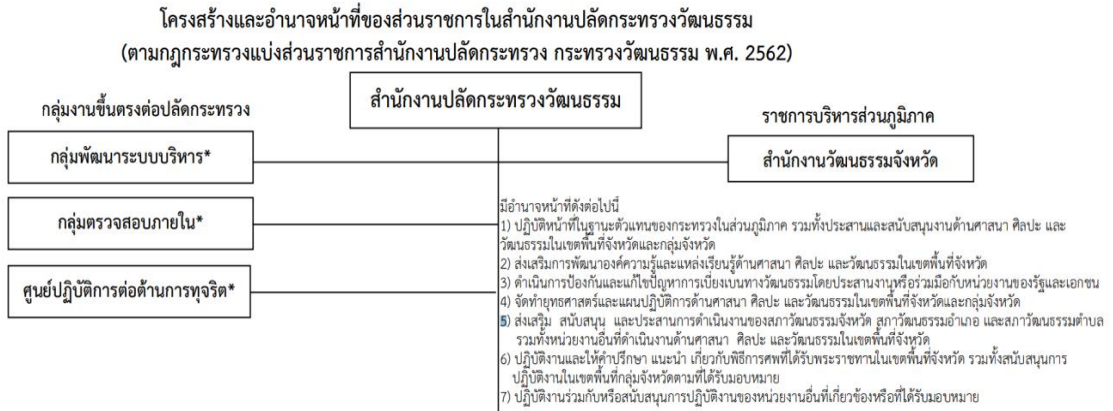 โครงสร้างและอำนาจหน้าที่ของส่วนราชการในสำนักงานปลัดกระทรวงวัฒนธรรม
(ตามกฎกระทรวงแบ่งส่วนราชการสำนักงานปลัดกระทรวง กระทรวงวัฒนธรรม พ.ศ. 2562)
สำนักงานปลัดกระทรวงวัฒนธรรม
กลุ่มงานขึ้นตรงต่อปลัดกระทรวง
กลุ่มพัฒนาระบบบริหาร*
กลุ่มตรวจสอบภายใน*
ศูนย์ปฏิบัติการต่อต้านการทุจริต*
ราชการบริหารส่วนภูมิภาค
สำนักงานวัฒนธรรมจังหวัด
มีอำนาจหน้าที่ดังต่อไปนี้
1) ปฏิบัติหน้าที่ในฐานะตัวแทนของกระทรวงในส่วนภูมิภาค รวมทั้งประสานและสนับสนุนงานด้านศาสนา ศิลปะ และ
วัฒนธรรมในเขตพื้นที่จังหวัดและกลุ่มจังหวัด
2) ส่งเสริมการพัฒนาองค์ความรู้และแหล่งเรียนรู้ด้านศาสนา ศิลปะ และวัฒนธรรมในเขตพื้นที่จังหวัด
3) ดำเนินการป้องกันและแก้ไขปัญหาการเบี่ยงเบนทางวัฒนธรรมโดยประสานงานหรือร่วมมือกับหน่วยงานของรัฐและเอกชน
4) จัดทำยุทธศาสตร์และแผนปฏิบัติการด้านศาสนา ศิลปะ และวัฒนธรรมในเขตพื้นที่จังหวัดและกลุ่มจังหวัด
5) ส่งเสริม สนับสนุน และประสานการดำเนินงานของสภาวัฒนธรรมจังหวัด สภาวัฒนธรรมอำเภอ และสภาวัฒนธรรมตำบล
รวมทั้งหน่วยงานอื่นที่ดำเนินงานด้านศาสนา ศิลปะ และวัฒนธรรมในเขตพื้นที่จังหวัด
6) ปฏิบัติงานและให้คำปรึกษา แนะนำ เกี่ยวกับพิธีการศพที่ได้รับพระราชทานในเขตพื้นที่จังหวัด รวมทั้งสนับสนุนการ
ปฏิบัติงานในเขตพื้นที่กลุ่มจังหวัดตามที่ได้รับมอบหมาย
7) ปฏิบัติงานร่วมกับหรือสนับสนุนการปฏิบัติงานของหน่วยงานอื่นที่เกี่ยวข้องหรือที่ได้รับมอบหมาย